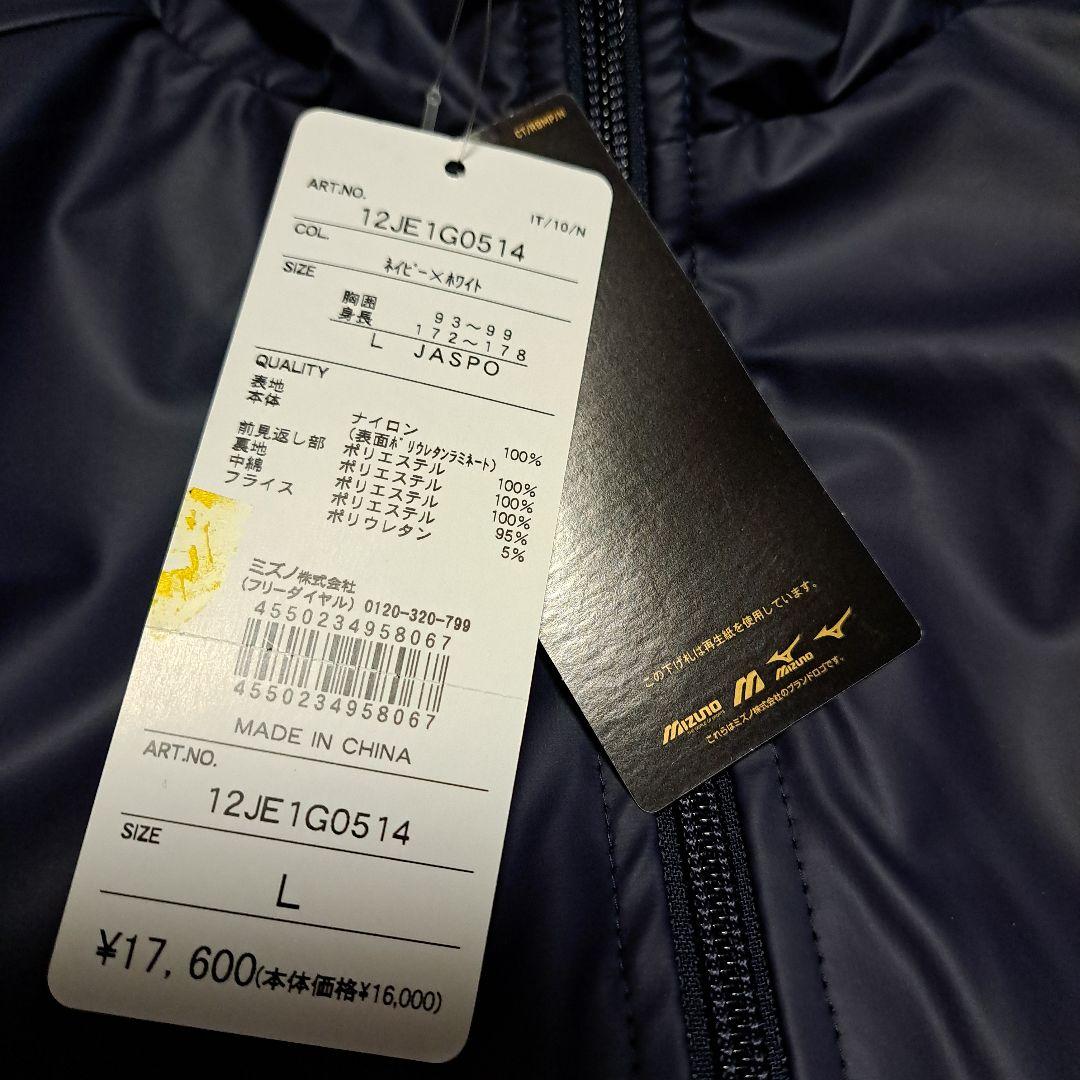 ART.NO.
12JE1G0514
IT/10/N
COL.
ﾈｲﾋﾞｰ×ﾎﾜｲﾄ
SIZE
胸囲 93～99
身長 172～178
L JASPO
QUALITY
表地
本体 ナイロン 100%
(表面ﾎﾟﾘｳﾚﾀﾝﾗﾐﾈｰﾄ)
前見返し部 ポリエステル 100%
裏地 ポリエステル 100%
中綿 ポリエステル 100%
フライス ポリエステル 95%
ポリウレタン 5%
ミズノ株式会社
(フリーダイヤル) 0120-320-799
4550234958067
4550234958067
MADE IN CHINA
ART.NO.
12JE1G0514
SIZE
L
¥17,600(本体価格¥16,000)
CT/RBMP/N
この下げ札は再生紙を使用しています。
MIZUNO
M
MIZUNO
これらはミズノ株式会社のブランドロゴです。